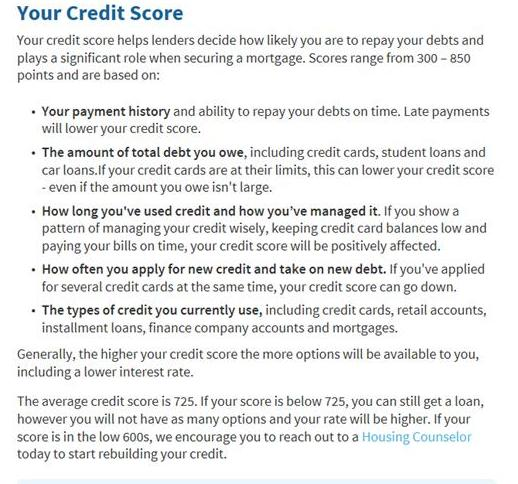 Your Credit Score
Your credit score helps lenders decide how likely you are to repay your debts and
plays a significant role when securing a mortgage. Scores range from 300 – 850
points and are based on:
• Your payment history and ability to repay your debts on time. Late payments
will lower your credit score.
• The amount of total debt you owe, including credit cards, student loans and
car loans.If your credit cards are at their limits, this can lower your credit score
- even if the amount you owe isn't large.
• How long you've used credit and how you’ve managed it. If you show a
pattern of managing your credit wisely, keeping credit card balances low and
paying your bills on time, your credit score will be positively affected.
• How often you apply for new credit and take on new debt. If you've applied
for several credit cards at the same time, your credit score can go down.
• The types of credit you currently use, including credit cards, retail accounts,
installment loans, finance company accounts and mortgages.
Generally, the higher your credit score the more options will be available to you,
including a lower interest rate.
The average credit score is 725. If your score is below 725, you can still get a loan,
however you will not have as many options and your rate will be higher. If your
score is in the low 600s, we encourage you to reach out to a Housing Counselor
today to start rebuilding your credit.